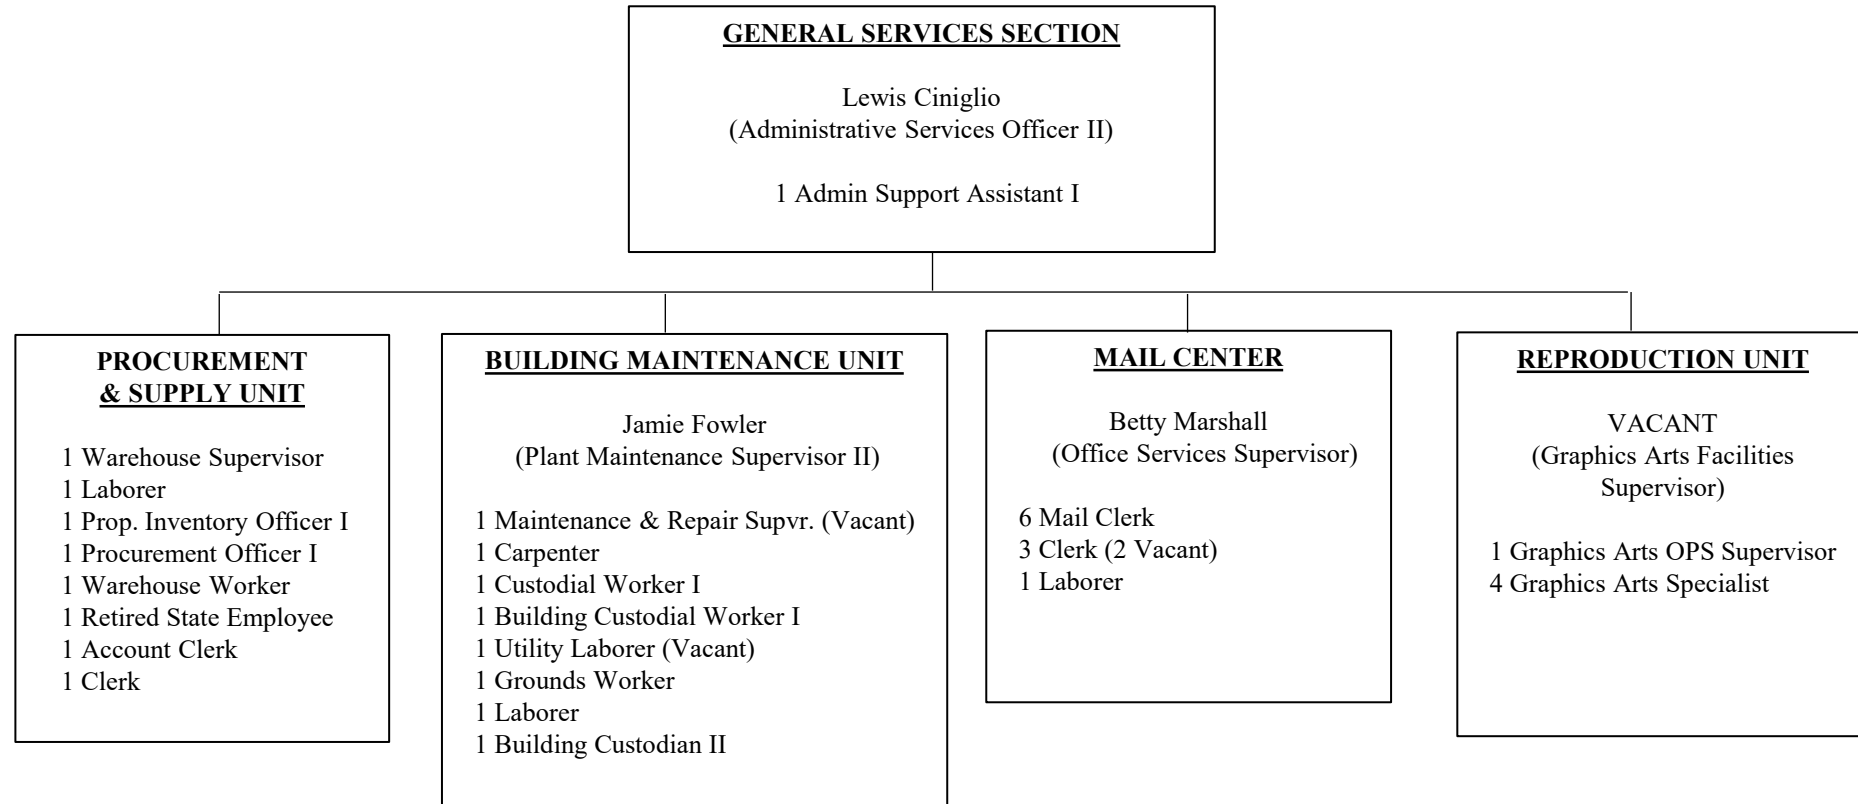 GENERAL SERVICES SECTION
Lewis Ciniglio
(Administrative Services Officer II)
1 Admin Support Assistant I
PROCUREMENT
& SUPPLY UNIT
1 Warehouse Supervisor
1 Laborer
1 Prop. Inventory Officer I
1 Procurement Officer I
1 Warehouse Worker
1 Retired State Employee
1 Account Clerk
1 Clerk
BUILDING MAINTENANCE UNIT
Jamie Fowler
(Plant Maintenance Supervisor II)
1 Maintenance & Repair Supvr. (Vacant)
1 Carpenter
1 Custodial Worker I
1 Building Custodial Worker I
1 Utility Laborer (Vacant)
1 Grounds Worker
1 Laborer
1 Building Custodian II
MAIL CENTER
Betty Marshall
(Office Services Supervisor)
6 Mail Clerk
3 Clerk (2 Vacant)
1 Laborer
REPRODUCTION UNIT
VACANT
(Graphics Arts Facilities
Supervisor)
1 Graphics Arts OPS Supervisor
4 Graphics Arts Specialist